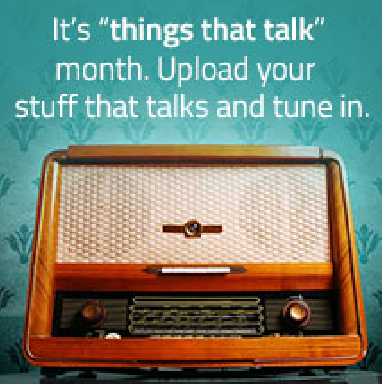 It's “things that talk”
month. Upload your
stuff that talks and tune in.